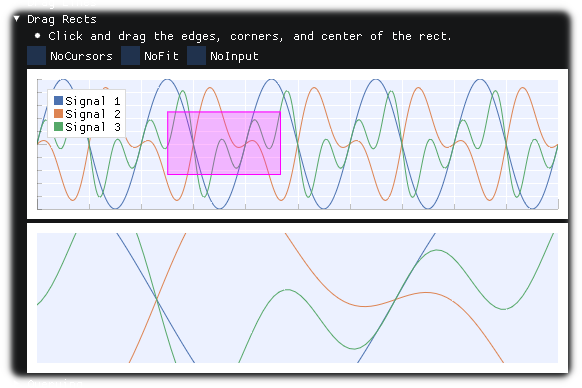 Drag Rects
Click and drag the edges, corners, and center of the rect.
NoCursors NoFit NoInput
Signal 1
Signal 2
Signal 3